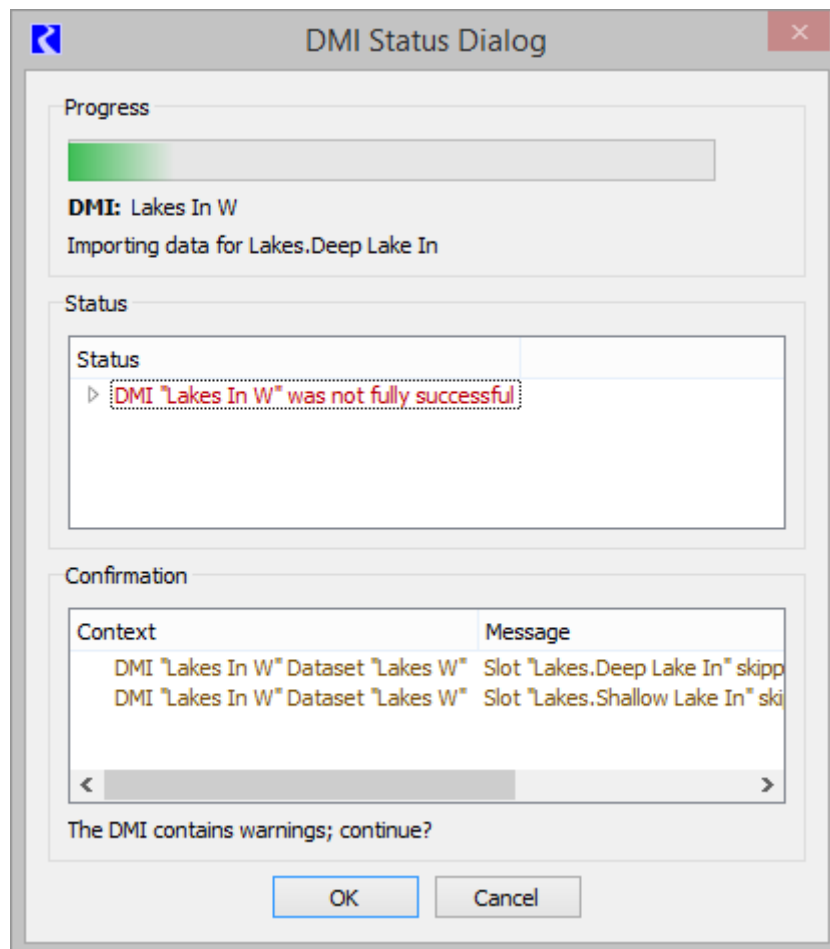 DMI Status Dialog
Progress
DMI: Lakes In W
Importing data for Lakes.Deep Lake In
Status
Status
DMI "Lakes In W" was not fully successful
Confirmation
Context Message
DMI "Lakes In W" Dataset "Lakes W" Slot "Lakes.Deep Lake In" skipp
DMI "Lakes In W" Dataset "Lakes W" Slot "Lakes.Shallow Lake In" ski
The DMI contains warnings; continue?
OK Cancel